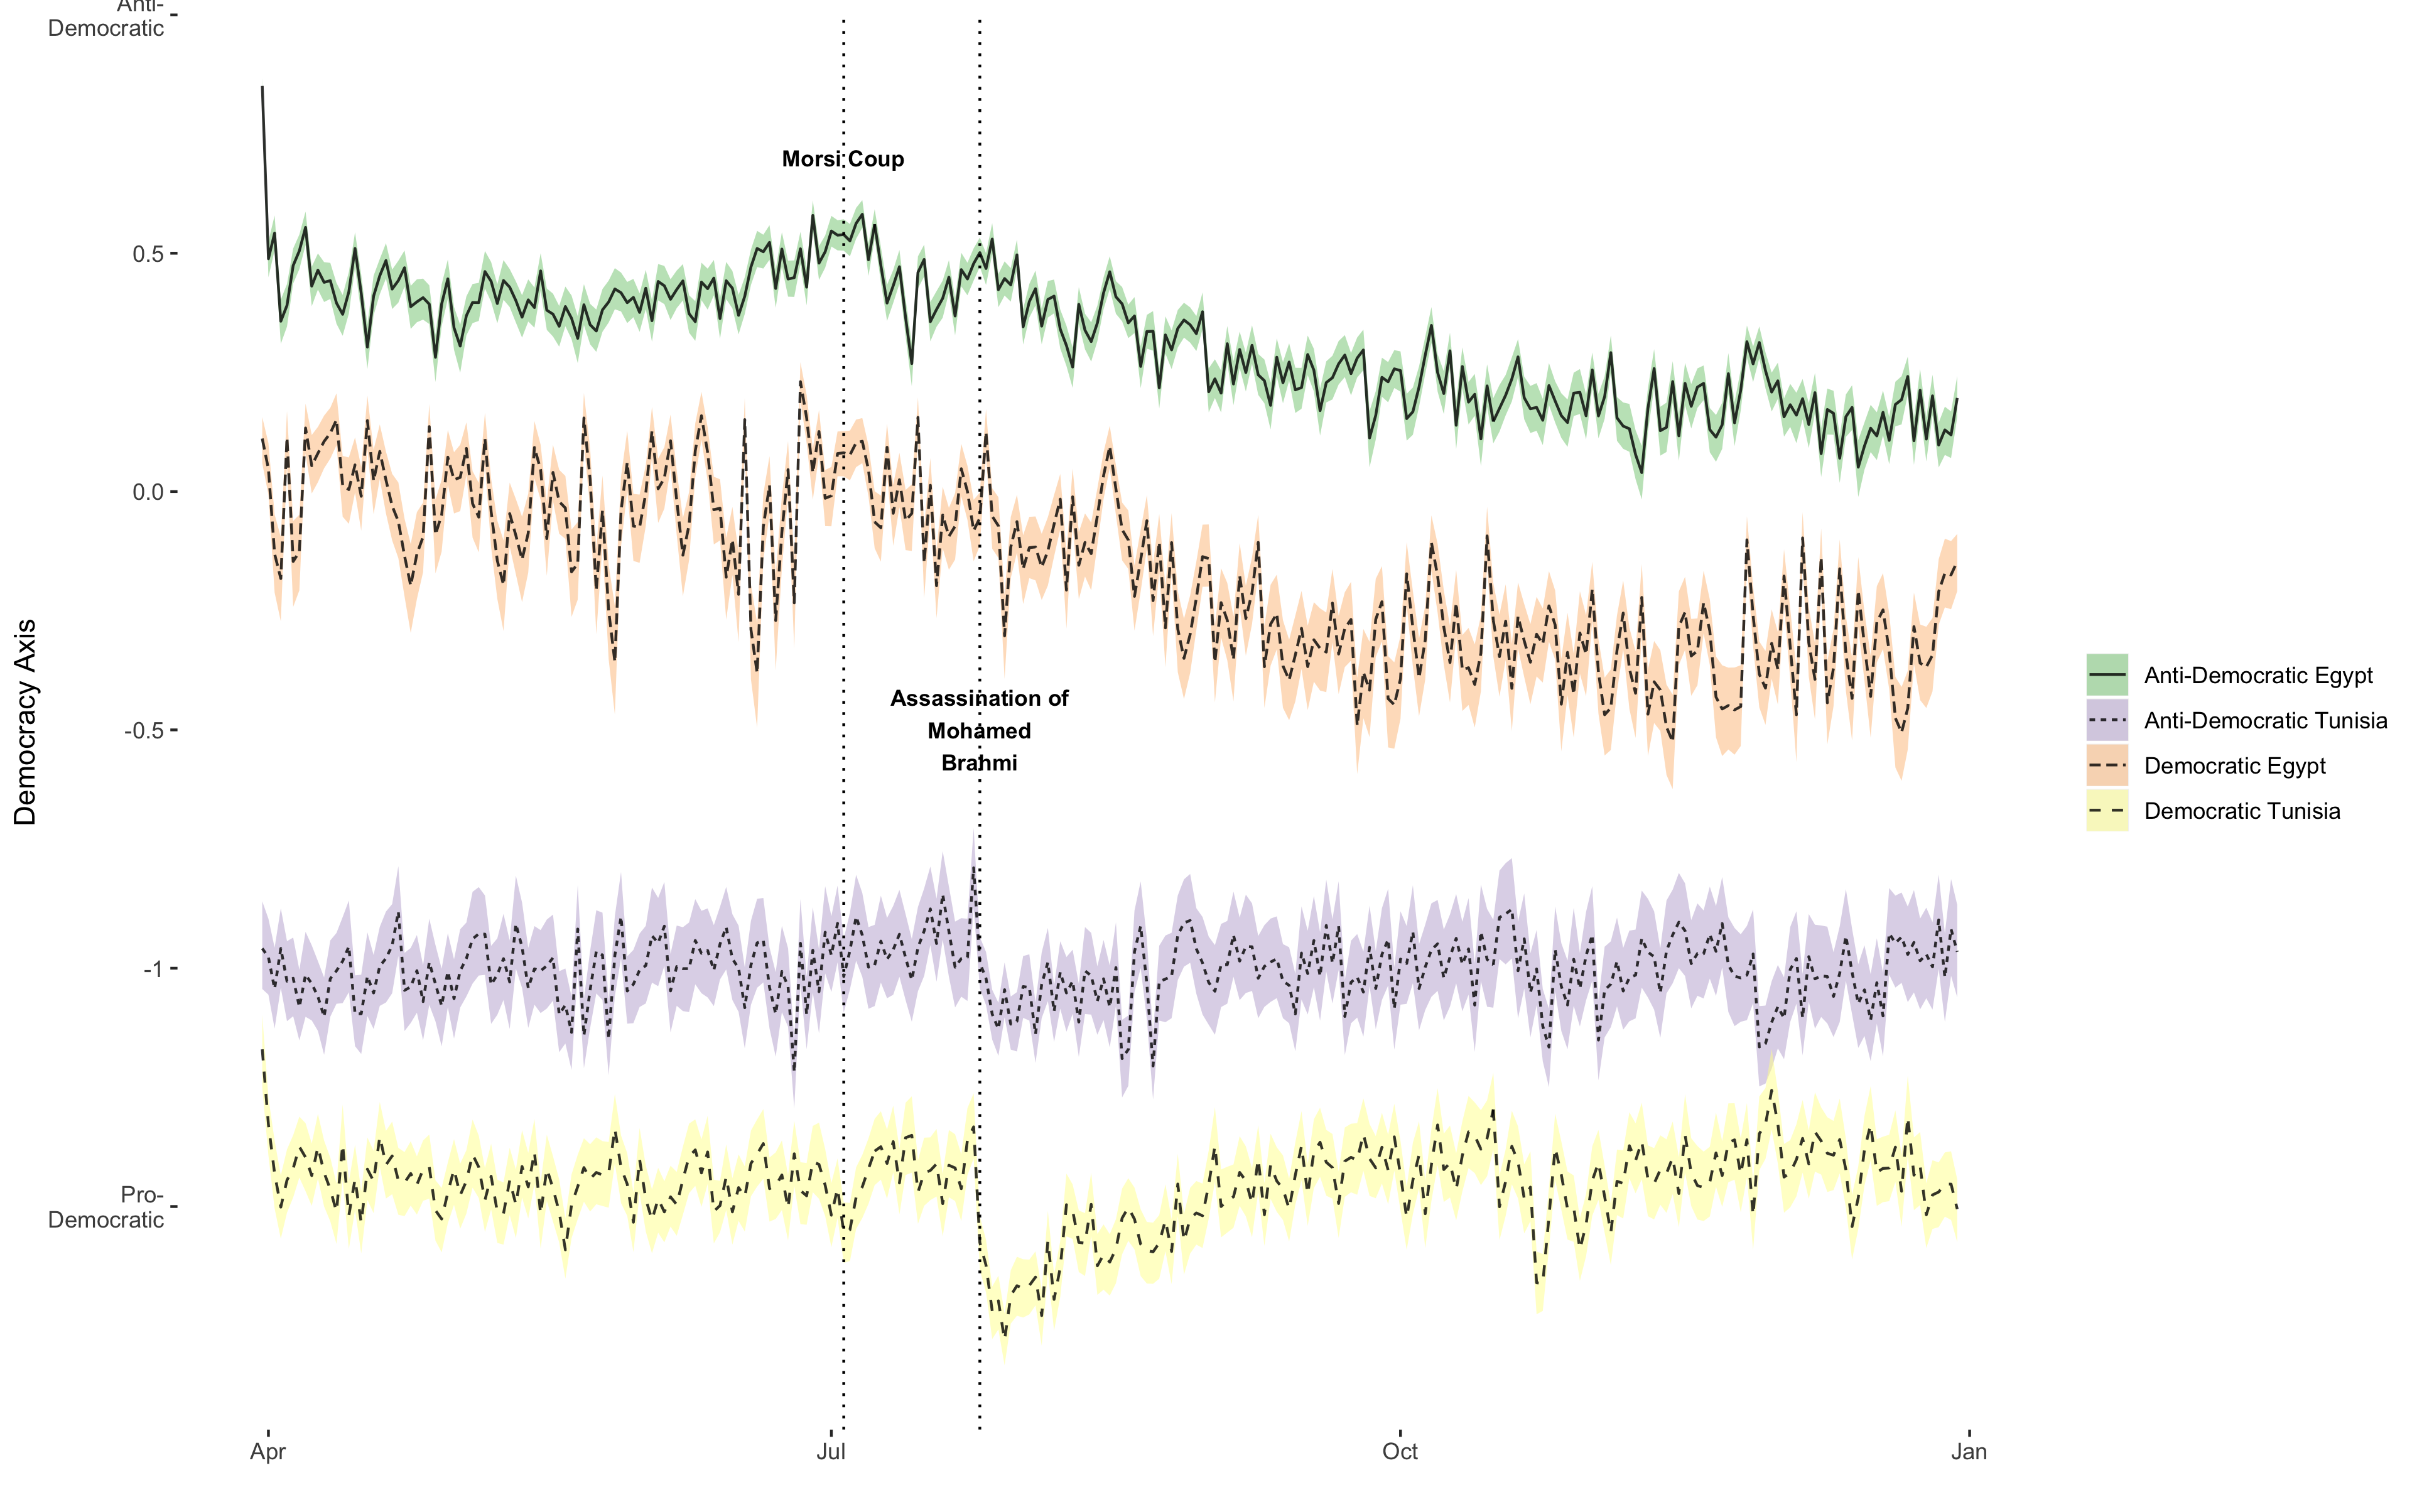 Anti-
Democratic
Morsi Coup
0.5
0.0
Assassination of
Mohamed
Brahmi
-0.5
Democracy Axis
Anti-Democratic Egypt
Anti-Democratic Tunisia
Democratic Egypt
Democratic Tunisia
-1
Pro-
Democratic
Apr
Jul
Oct
Jan